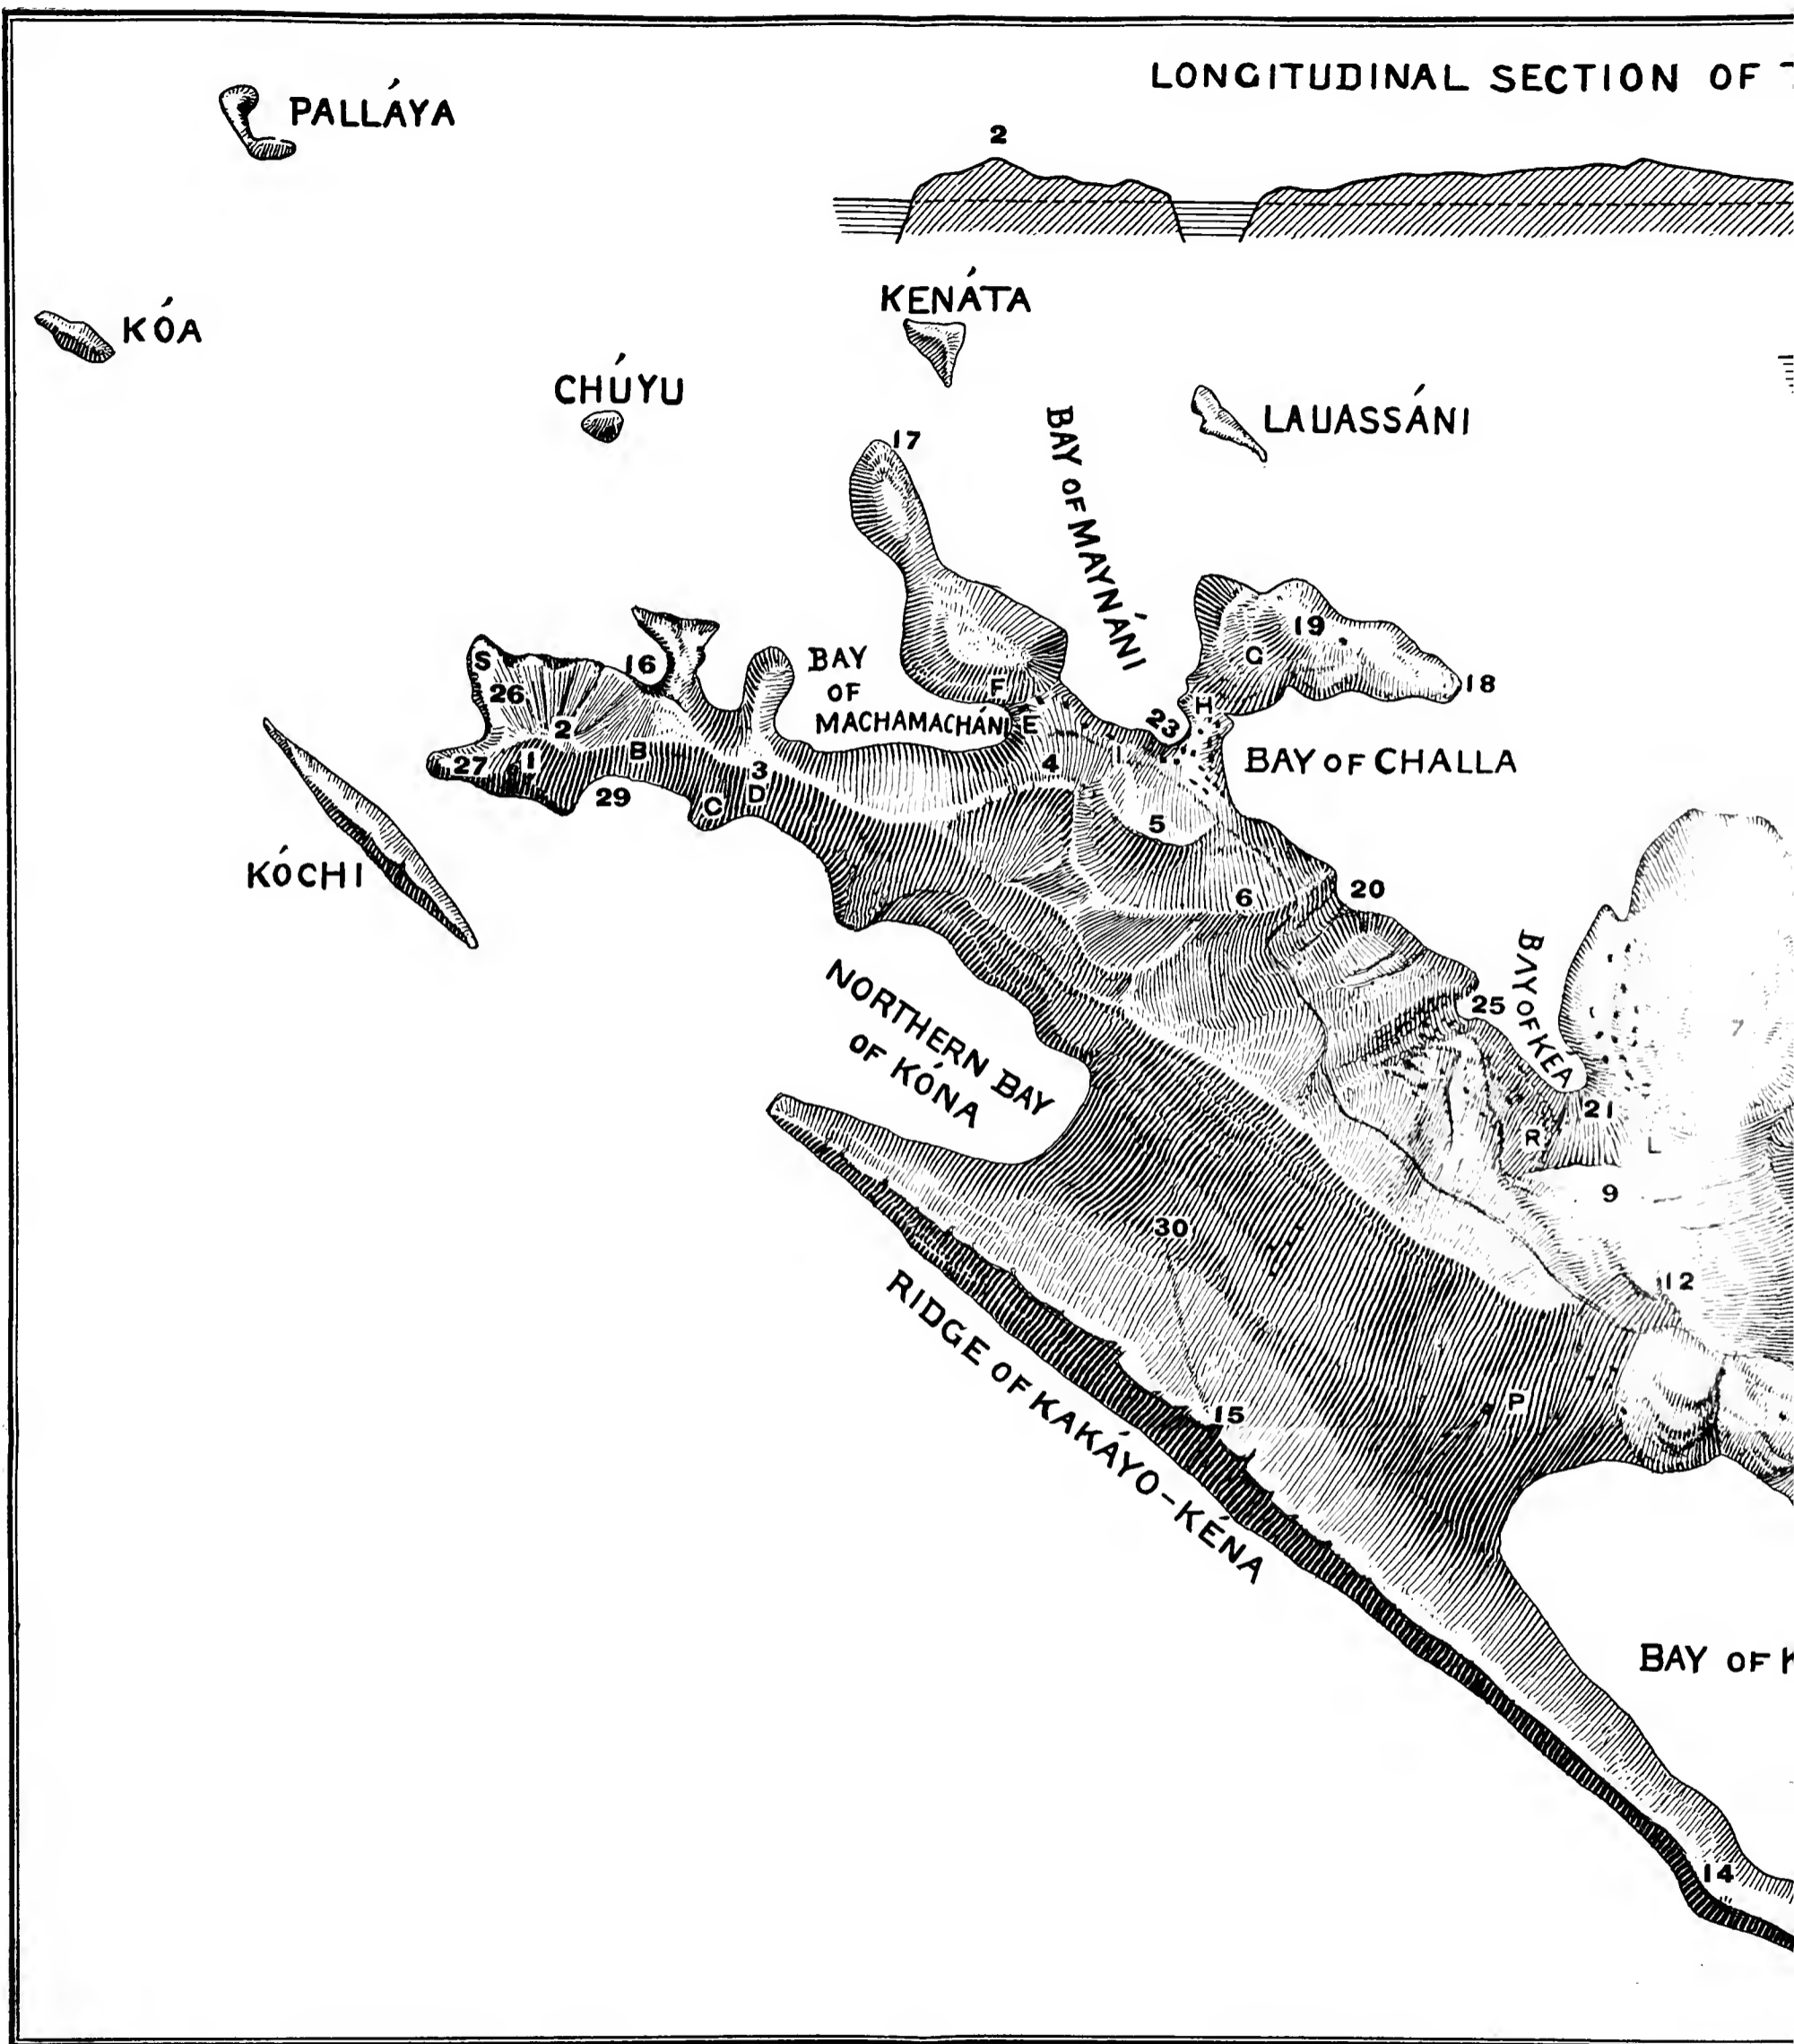 LONGITUDINAL SECTION OF
2
PALLÁYA
KÓA
KENÁTA
CHÚYU
LAUASSÁNI
17
BAY OF MAYNÁNI
19
G
18
S
16
BAY
OF
MACHAMACHÁNI
F
26
E
H
23
2
B
I
BAY OF CHALLA
27
1
3
4
29
C
D
5
KÓCHI
6
20
BAY OF KEÁ
25
NORTHERN BAY
OF KÓNA
7
21
R
L
9
30
12
RIDGE OF KAKÁYO-KÉNA
P
15
BAY OF
14